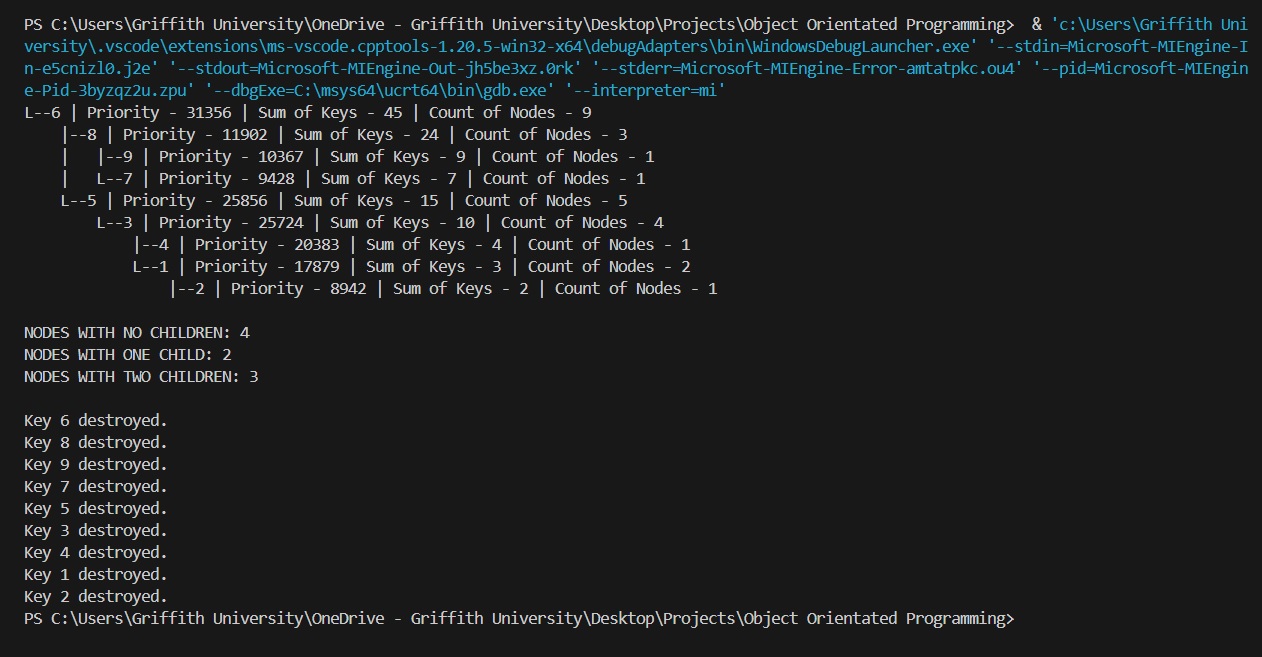 PS C:\Users\Griffith University\OneDrive - Griffith University\Desktop\Projects\Object Orientated Programming>  & 'c:\Users\Griffith Uni
versity\.vscode\extensions\ms-vscode.cpptools-1.20.5-win32-x64\debugAdapters\bin\WindowsDebugLauncher.exe' '--stdin=Microsoft-MIEngine-I
n-e5cnizl0.j2e' '--stdout=Microsoft-MIEngine-Out-jh5be3xz.0rk' '--stderr=Microsoft-MIEngine-Error-amtatpkc.ou4' '--pid=Microsoft-MIEngin
e-Pid-3byzqz2u.zpu' '--dbgExe=C:\msys64\ucrt64\bin\gdb.exe' '--interpreter=mi'
L--6 | Priority - 31356 | Sum of Keys - 45 | Count of Nodes - 9
    |--8 | Priority - 11902 | Sum of Keys - 24 | Count of Nodes - 3
    |   |--9 | Priority - 10367 | Sum of Keys - 9 | Count of Nodes - 1
    |   L--7 | Priority - 9428 | Sum of Keys - 7 | Count of Nodes - 1
    L--5 | Priority - 25856 | Sum of Keys - 15 | Count of Nodes - 5
        L--3 | Priority - 25724 | Sum of Keys - 10 | Count of Nodes - 4
            |--4 | Priority - 20383 | Sum of Keys - 4 | Count of Nodes - 1
            L--1 | Priority - 17879 | Sum of Keys - 3 | Count of Nodes - 2
                |--2 | Priority - 8942 | Sum of Keys - 2 | Count of Nodes - 1

NODES WITH NO CHILDREN: 4
NODES WITH ONE CHILD: 2
NODES WITH TWO CHILDREN: 3

Key 6 destroyed.
Key 8 destroyed.
Key 9 destroyed.
Key 7 destroyed.
Key 5 destroyed.
Key 3 destroyed.
Key 4 destroyed.
Key 1 destroyed.
Key 2 destroyed.
PS C:\Users\Griffith University\OneDrive - Griffith University\Desktop\Projects\Object Orientated Programming>